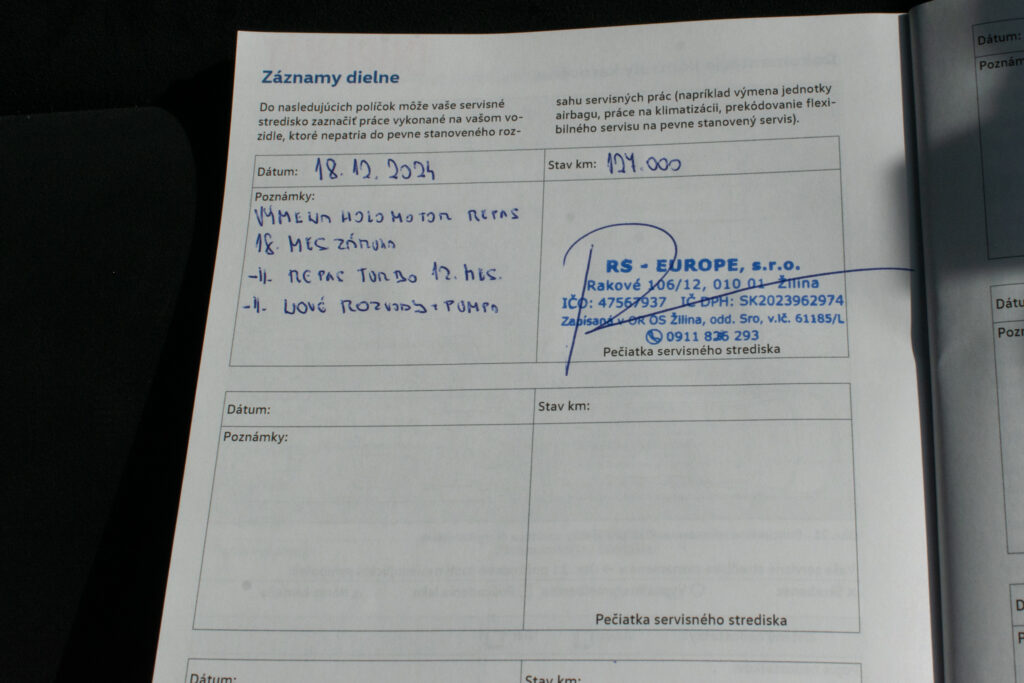 Záznamy dielne
Do nasledujúcich políčok môže vaše servisné
stredisko zaznačiť práce vykonané na vašom vo-
zidle, ktoré nepatria do pevne stanoveného roz-
sahu servisných prác (napríklad výmena jednotky
airbagu, práce na klimatizácii, prekódovanie flexi-
bilného servisu na pevne stanovený servis).
Dátum: 18.12.2024
Stav km: 127.000
Poznámky:
VÝMENA HOLOMOTOR REPAS
18. MES ZÁRUKA
-11- REPAS TURBO 12. MES.
-11- NOVÉ ROZVODY + PUMPA
RS - EUROPE, s.r.o.
Rakové 106/12, 010 01 Žilina
IČO: 47567937 IČ DPH: SK2023962974
Zapísaná v OR OS Žilina, odd. Sro, v.č. 61185/L
0911 826 293
Pečiatka servisného strediska
Dátum:
Stav km:
Poznámky:
Pečiatka servisného strediska
Dátum:
Stav km:
Dátum: